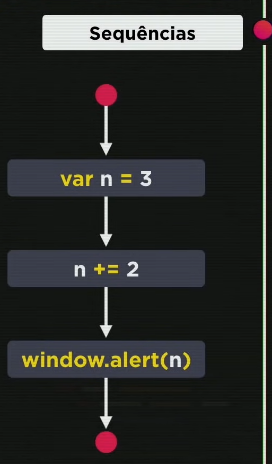 Sequências
var n = 3
n += 2
window.alert(n)